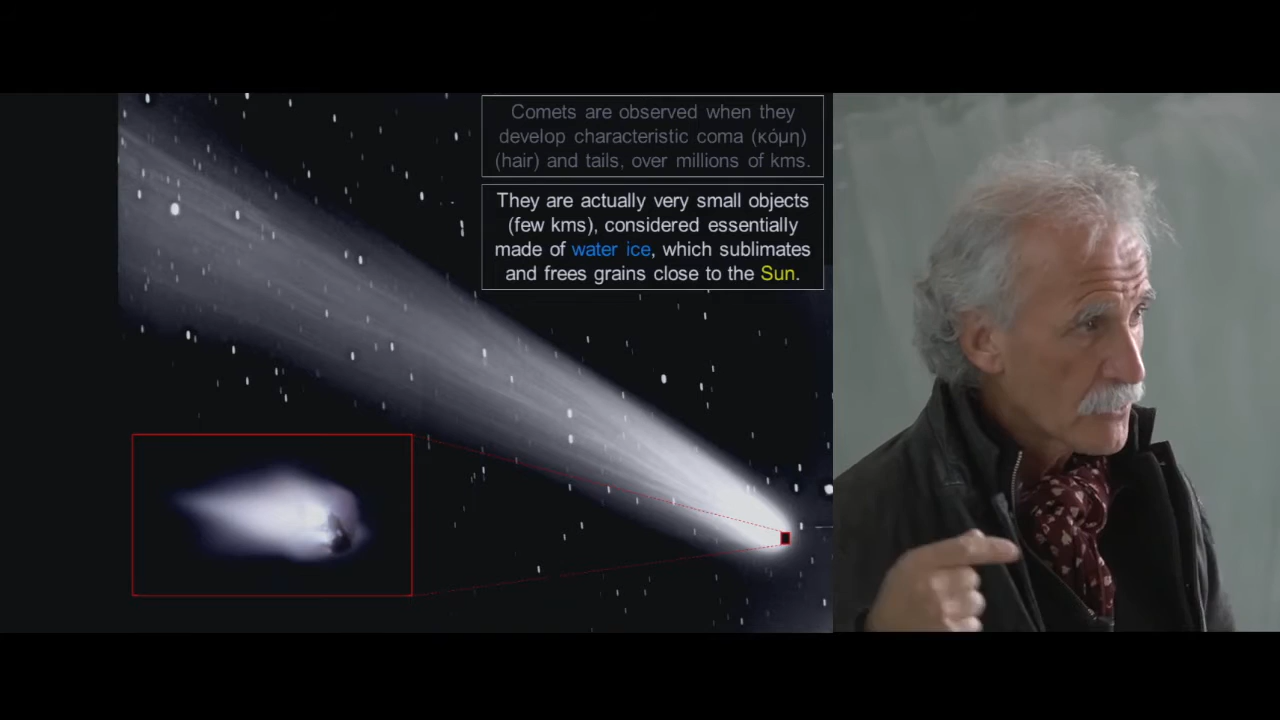 Comets are observed when they
develop characteristic coma (κόμη)
(hair) and tails, over millions of kms.
They are actually very small objects
(few kms), considered essentially
made of water ice, which sublimates
and frees grains close to the Sun.